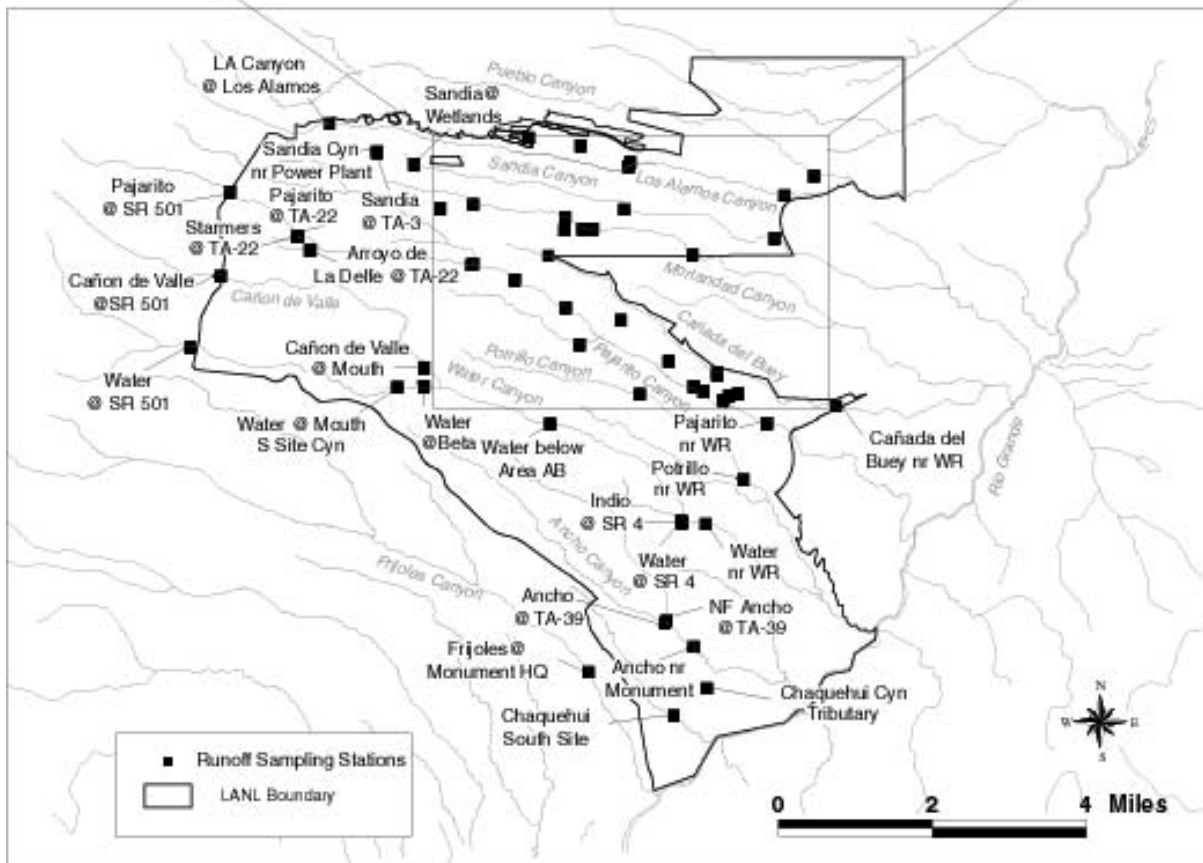 LA Canyon
@ Los Alamos
Pueblo Canyon
Sandia@
Wetlands
Sandia Cyn
nr Power Plant
Sandia Canyon
Los Alamos Canyon
Pajarito
@ SR 501
Pajarito
@ TA-22
Sandia
@ TA-3
Starmers
@ TA-22
Arroyo de
La Delle @ TA-22
Mortandad Canyon
Cañon de Valle
@SR 501
Cañon de Valle
Cañada del Buey
Cañon de Valle
@ Mouth
Potrillo Canyon
Pajarito Canyon
Water Canyon
Water
@ SR 501
Water @ Mouth
S Site Cyn
Water
@Beta
Water below
Area AB
Pajarito
nr WR
Cañada del
Buey nr WR
Potrillo
nr WR
Rio Grande
Indio
@ SR 4
Ancho Canyon
Water
@ SR 4
Water
nr WR
Frijoles Canyon
Ancho
@ TA-39
NF Ancho
@ TA-39
Frijoles@
Monument HQ
Ancho nr
Monument
Chaquehui Cyn
Tributary
Chaquehui
South Site
N
W E
S
Runoff Sampling Stations
LANL Boundary
0 2 4 Miles